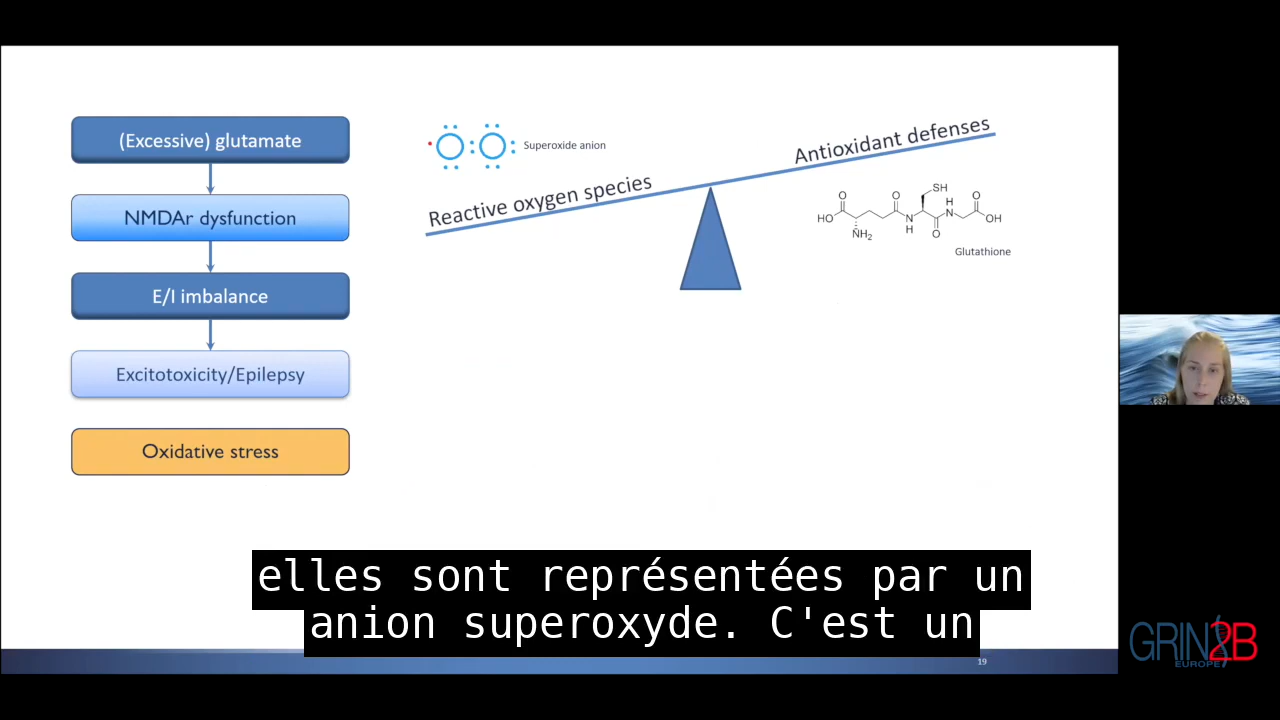 (Excessive) glutamate
NMDAr dysfunction
E/I imbalance
Excitotoxicity/Epilepsy
Oxidative stress
Superoxide anion
Reactive oxygen species
Antioxidant defenses
SH
O
O
H
O
HO
N
N
OH
NH2
H
O
Glutathione
elles sont représentées par un
anion superoxyde. C'est un
19
GRIN2B
EUROPE